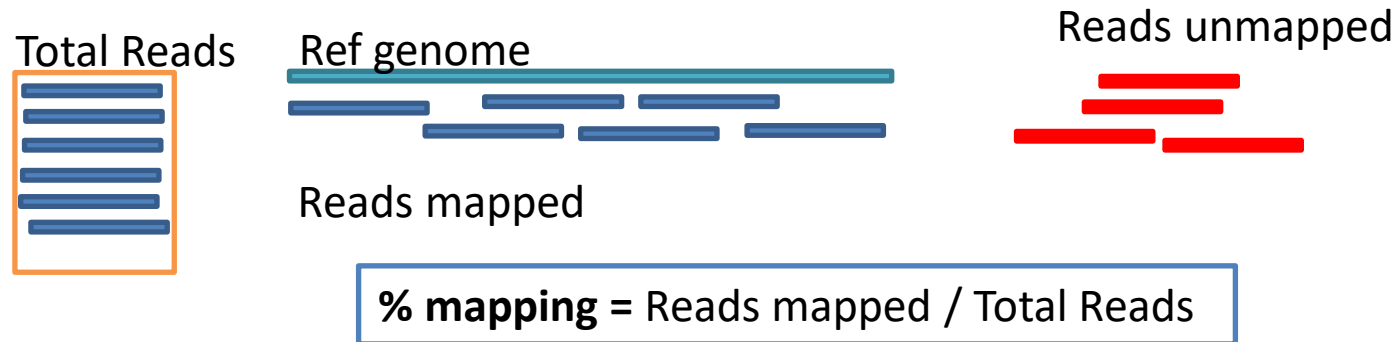 Total Reads
Ref genome
Reads unmapped
Reads mapped
% mapping = Reads mapped / Total Reads